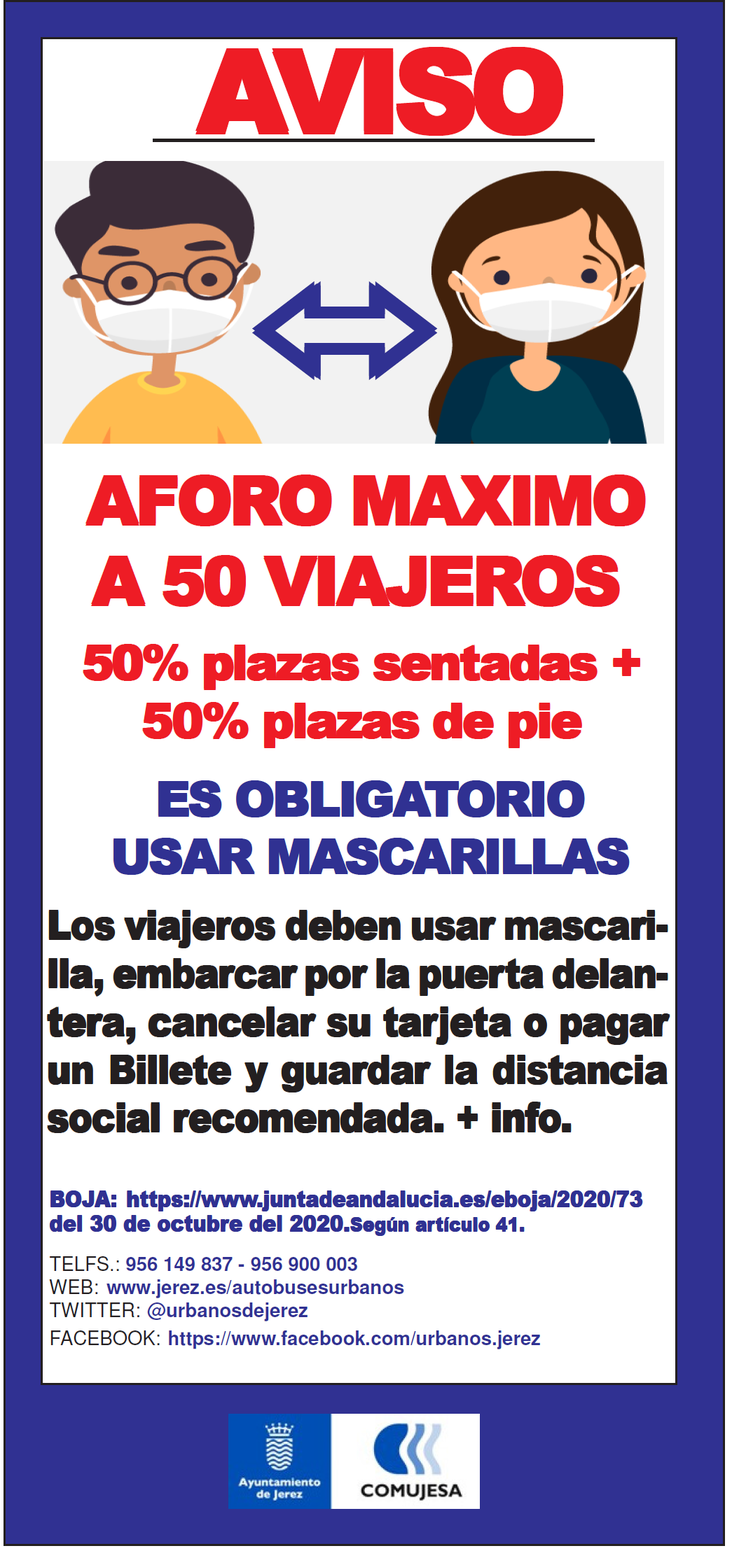 AVISO
AFORO MAXIMO
A 50 VIAJEROS
50% plazas sentadas +
50% plazas de pie
ES OBLIGATORIO
USAR MASCARILLAS
Los viajeros deben usar mascari-
lla, embarcar por la puerta delan-
tera, cancelar su tarjeta o pagar
un Billete y guardar la distancia
social recomendada. + info.
BOJA: https://www.juntadeandalucia.es/eboja/2020/73
del 30 de octubre del 2020.Según artículo 41.
TELFS.: 956 149 837 - 956 900 003
WEB: www.jerez.es/autobusesurbanos
TWITTER: @urbanosdejerez
FACEBOOK: https://www.facebook.com/urbanos.jerez
Ayuntamiento
de Jerez
COMUJESA